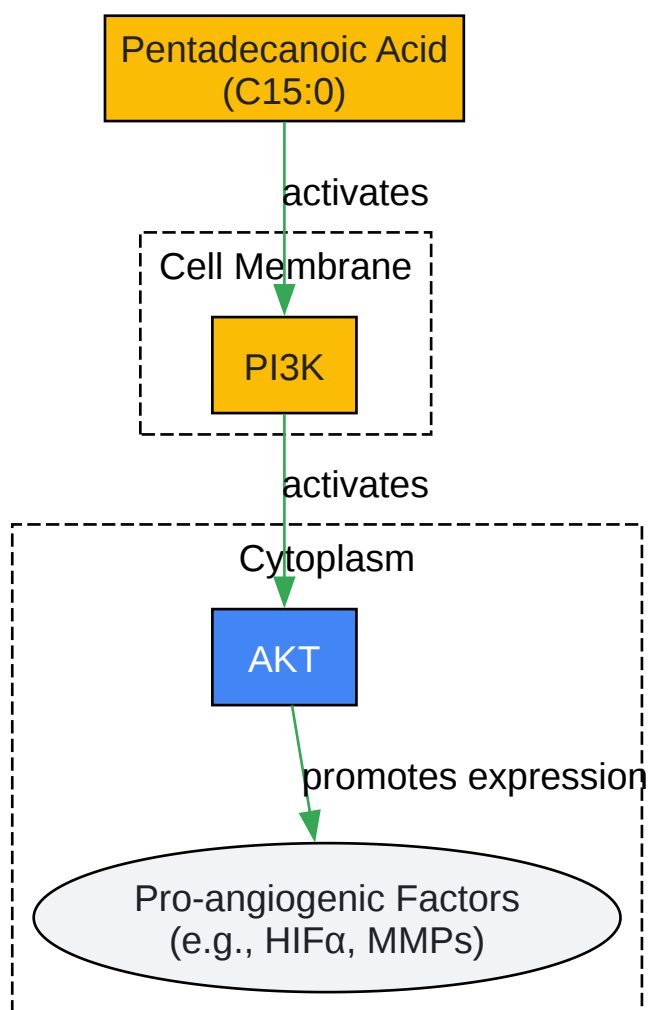 Pentadecanoic Acid
(C15:0)
activates
Cell Membrane
PI3K
activates
Cytoplasm
AKT
promotes expression
Pro-angiogenic Factors
(e.g., HIFα, MMPs)